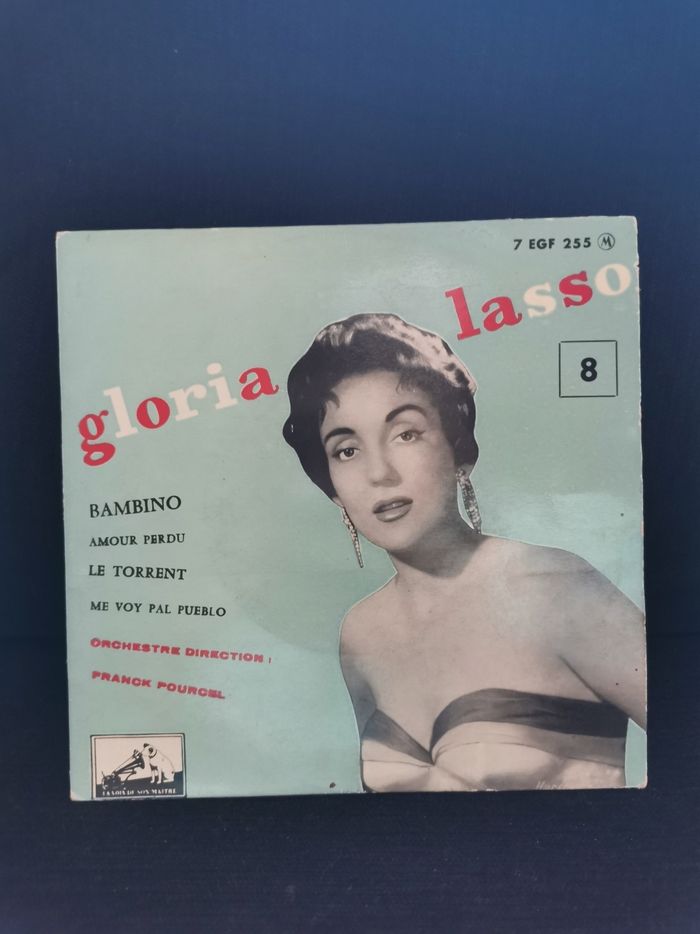 7 EGF 255 M
gloria lasso
8
BAMBINO
AMOUR PERDU
LE TORRENT
ME VOY PAL PUEBLO
ORCHESTRE DIRECTION :
FRANCK POURCEL
LA VOIX DE SON MAITRE